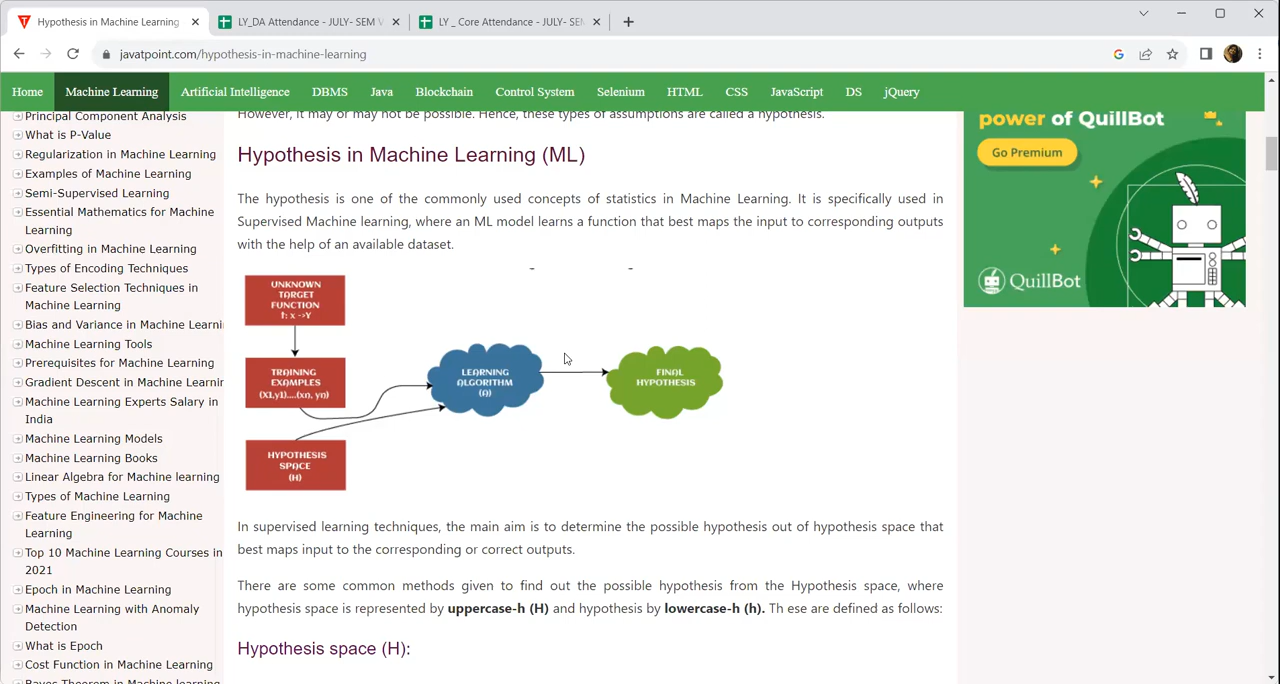 Hypothesis in Machine Learning
LY_DA Attendance - JULY- SEM V
LY _ Core Attendance - JULY- SEM
javatpoint.com/hypothesis-in-machine-learning
Home Machine Learning Artificial Intelligence DBMS Java Blockchain Control System Selenium HTML CSS JavaScript DS jQuery
Principal Component Analysis
What is P-Value
Regularization in Machine Learning
Examples of Machine Learning
Semi-Supervised Learning
Essential Mathematics for Machine
Learning
Overfitting in Machine Learning
Types of Encoding Techniques
Feature Selection Techniques in
Machine Learning
Bias and Variance in Machine Learni
Machine Learning Tools
Prerequisites for Machine Learning
Gradient Descent in Machine Learnin
Machine Learning Experts Salary in
India
Machine Learning Models
Machine Learning Books
Linear Algebra for Machine learning
Types of Machine Learning
Feature Engineering for Machine
Learning
Top 10 Machine Learning Courses in
2021
Epoch in Machine Learning
Machine Learning with Anomaly
Detection
What is Epoch
Cost Function in Machine Learning
Bayes Theorem in Machine learning
However, it may or may not be possible. Hence, these types of assumptions are called a hypothesis.
Hypothesis in Machine Learning (ML)
The hypothesis is one of the commonly used concepts of statistics in Machine Learning. It is specifically used in
Supervised Machine learning, where an ML model learns a function that best maps the input to corresponding outputs
with the help of an available dataset.
UNKNOWN
TARGET
FUNCTION
f: x ->Y
TRAINING
EXAMPLES
(X1,y1)....(xn, yn)
HYPOTHESIS
SPACE
(H)
LEARNING
ALGORITHM
(A)
FINAL
HYPOTHESIS
In supervised learning techniques, the main aim is to determine the possible hypothesis out of hypothesis space that
best maps input to the corresponding or correct outputs.
There are some common methods given to find out the possible hypothesis from the Hypothesis space, where
hypothesis space is represented by uppercase-h (H) and hypothesis by lowercase-h (h). Th ese are defined as follows:
Hypothesis space (H):
power of QuillBot
Go Premium
QuillBot